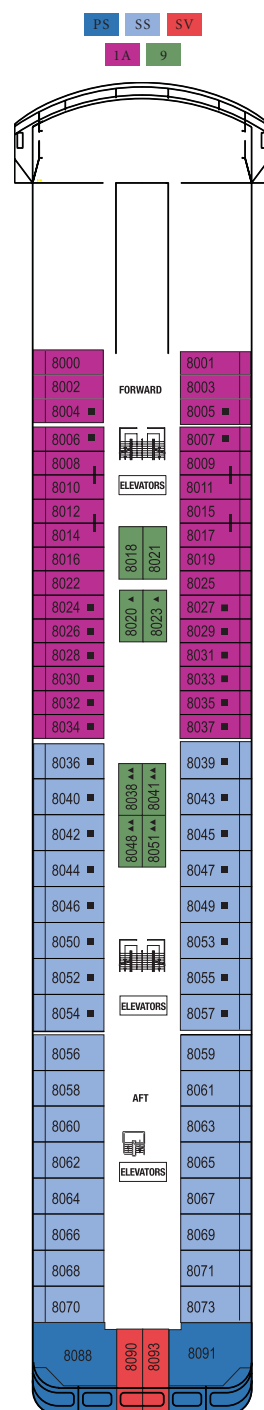 PS SS SV
1A 9
8000 8001
8002 FORWARD 8003
8004 ■ 8005 ■
8006 ■ 8007 ■
8008 8009
8010 ELEVATORS 8011
8012 8015
8014 8017
8016 8018 8021 8019
8022 8025
8024 ■ 8020 ▲ 8023 ▲ 8027 ■
8026 ■ 8029 ■
8028 ■ 8031 ■
8030 ■ 8033 ■
8032 ■ 8035 ■
8034 ■ 8037 ■
8036 ■ 8039 ■
8040 ■ 8038 ▲▲ 8041 ▲▲ 8043 ■
8042 ■ 8048 ▲▲ 8051 ▲▲ 8045 ■
8044 ■ 8047 ■
8046 ■ 8049 ■
8050 ■ 8053 ■
8052 ■ 8055 ■
8054 ■ ELEVATORS 8057 ■
8056 8059
8058 AFT 8061
8060 8063
8062 ELEVATORS 8065
8064 8067
8066 8069
8068 8071
8070 8073
8088 8090 8093 8091